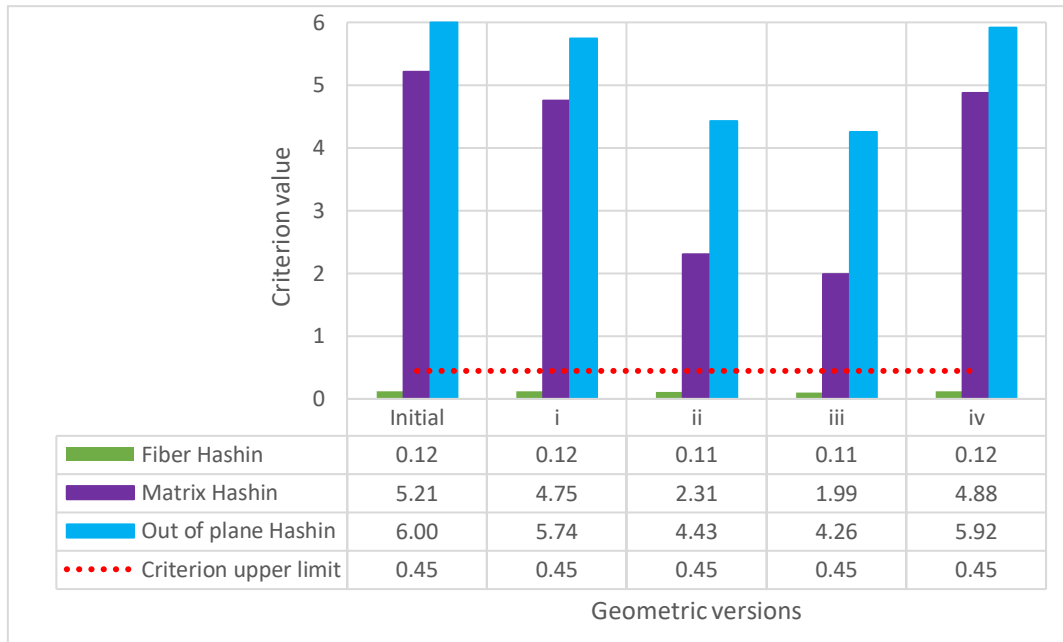 6
5
4
3
2
1
0
Criterion value
Initial i ii iii iv
Fiber Hashin 0.12 0.12 0.11 0.11 0.12
Matrix Hashin 5.21 4.75 2.31 1.99 4.88
Out of plane Hashin 6.00 5.74 4.43 4.26 5.92
Criterion upper limit 0.45 0.45 0.45 0.45 0.45
Geometric versions